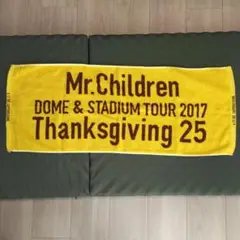 Mr.Children
DOME & STADIUM TOUR 2017
Thanksgiving 25